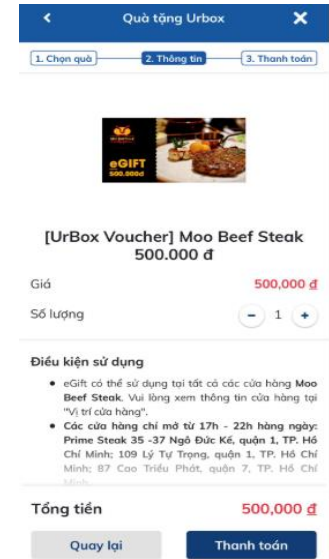 Quà tặng Urbox
1. Chọn quà
2. Thông tin
3. Thanh toán
eGIFT
500.000đ
[UrBox Voucher] Moo Beef Steak
500.000 đ
Giá
500,000 đ
Số lượng
1
Điều kiện sử dụng
eGift có thể sử dụng tại tất cả các cửa hàng Moo
Beef Steak. Vui lòng xem thông tin cửa hàng tại
"Vị trí cửa hàng".
Các cửa hàng chỉ mở từ 17h - 22h hàng ngày:
Prime Steak 35 -37 Ngô Đức Kế, quận 1, TP. Hồ
Chí Minh; 109 Lý Tự Trọng, quận 1, TP. Hồ Chí
Minh; 87 Cao Triều Phát, quận 7, TP. Hồ Chí
Minh
Tổng tiền
500,000 đ
Quay lại
Thanh toán